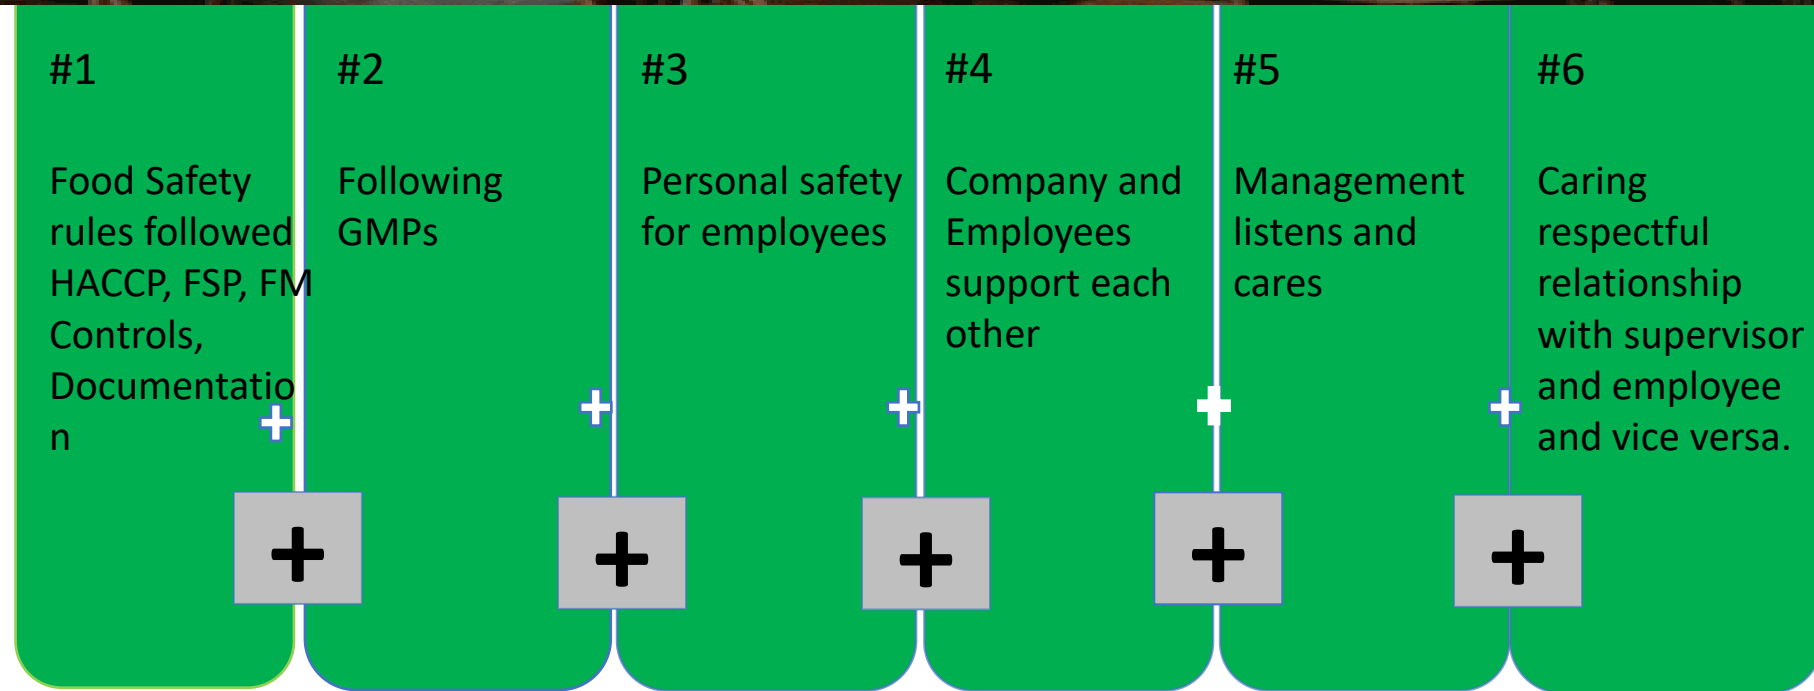 #1
Food Safety
rules followed
HACCP, FSP, FM
Controls,
Documentatio
n
#2
Following
GMPs
#3
Personal safety
for employees
#4
Company and
Employees
support each
other
#5
Management
listens and
cares
#6
Caring
respectful
relationship
with supervisor
and employee
and vice versa.
+
+
+
+
+